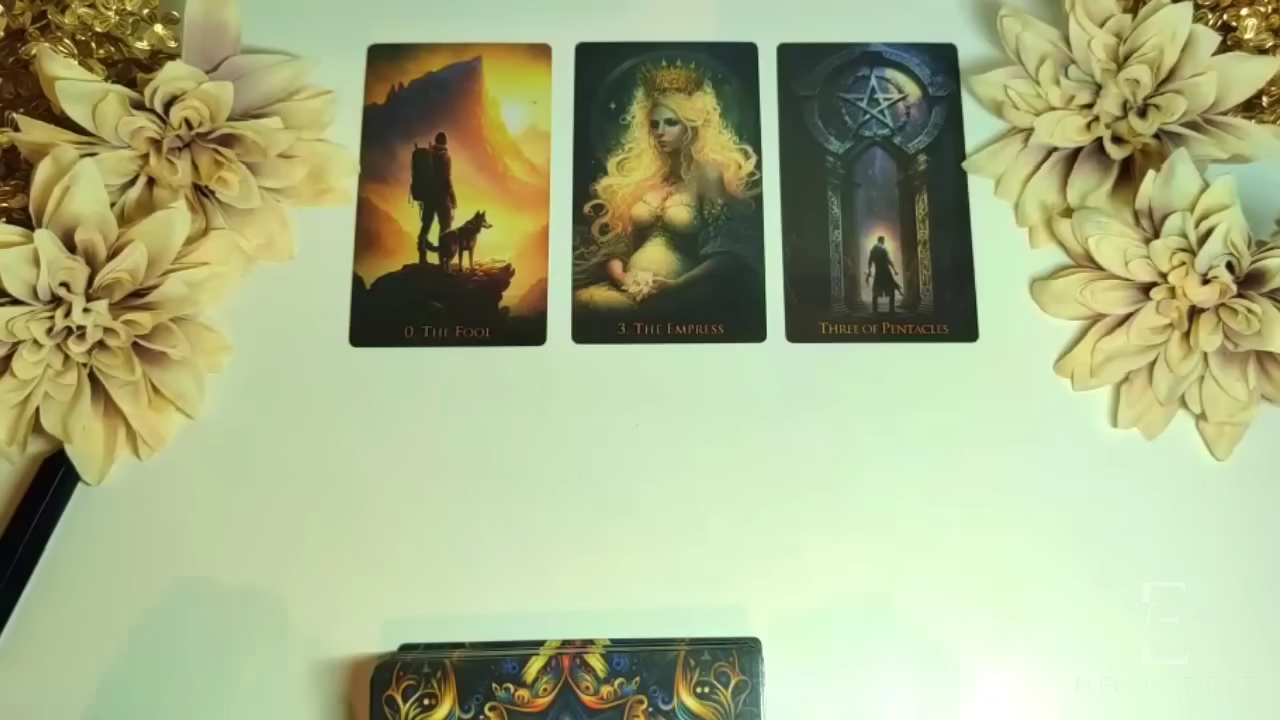 0. The Fool
3. The Empress
Three of Pentacles
E